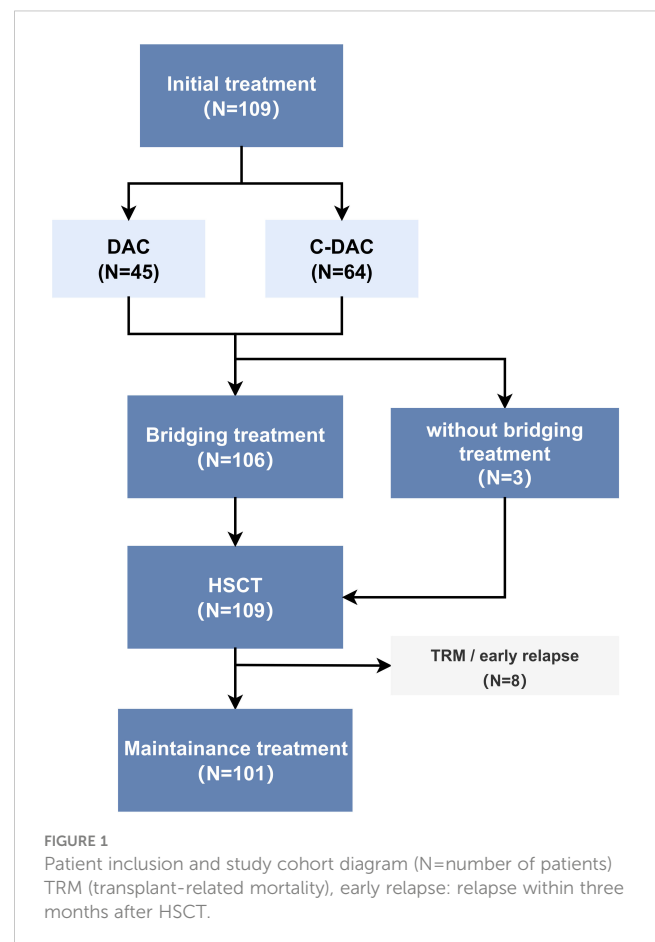 Initial treatment
(N=109)
DAC
(N=45)
C-DAC
(N=64)
Bridging treatment
(N=106)
without bridging
treatment
(N=3)
HSCT
(N=109)
TRM / early relapse
(N=8)
Maintainance treatment
(N=101)
FIGURE 1
Patient inclusion and study cohort diagram (N=number of patients)
TRM (transplant-related mortality), early relapse: relapse within three
months after HSCT.